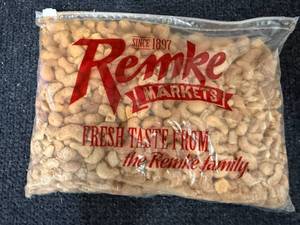 SINCE 1897
Remke
MARKETS
FRESH TASTE FROM
the Remke family.